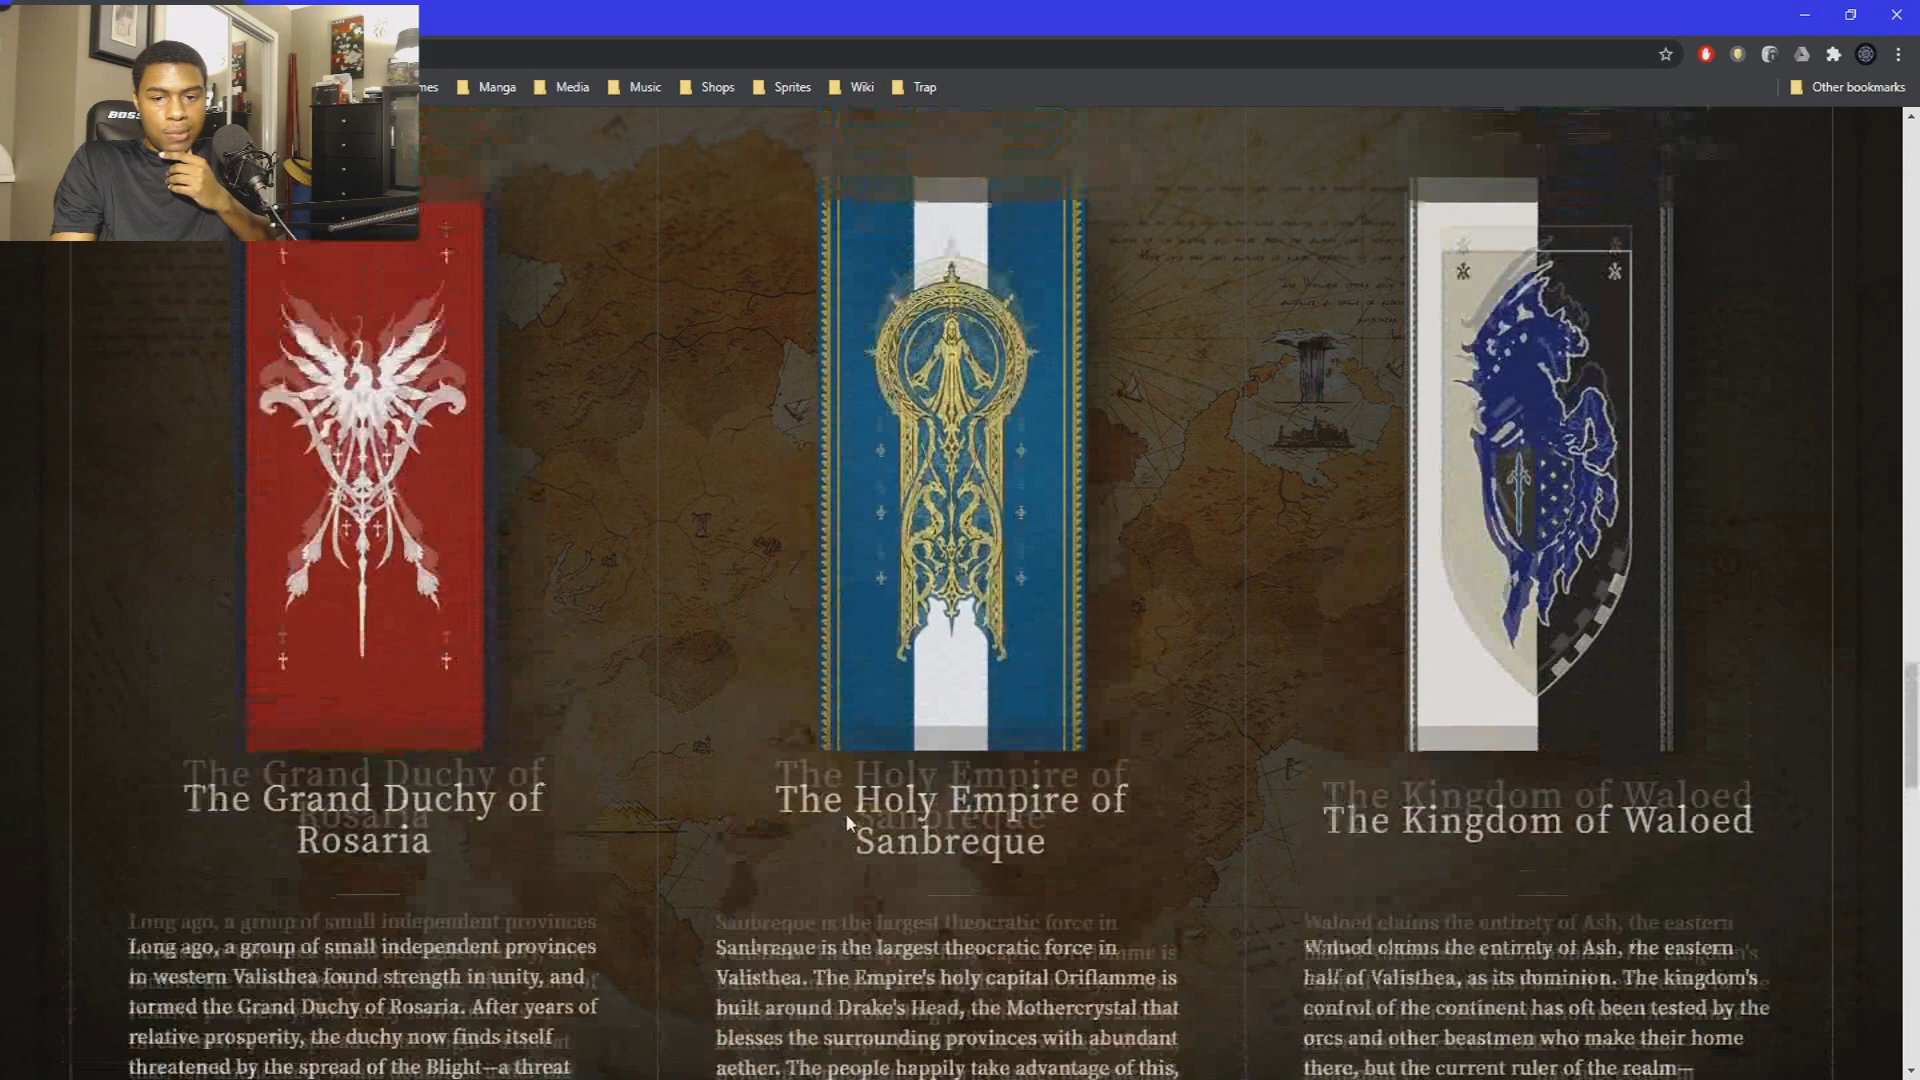 BOSS
mes
Manga
Media
Music
Shops
Sprites
Wiki
Trap
Other bookmarks
The Grand Duchy of
Rosaria
Long ago, a group of small independent provinces
in western Valisthea found strength in unity, and
formed the Grand Duchy of Rosaria. After years of
relative prosperity, the duchy now finds itself
threatened by the spread of the Blight—a threat
The Holy Empire of
Sanbreque
Sanbreque is the largest theocratic force in
Valisthea. The Empire's holy capital Oriflamme is
built around Drake's Head, the Mothercrystal that
blesses the surrounding provinces with abundant
aether. The people happily take advantage of this,
The Kingdom of Waloed
Waloed claims the entirety of Ash, the eastern
half of Valisthea, as its dominion. The kingdom's
control of the continent has oft been tested by the
orcs and other beastmen who make their home
there, but the current ruler of the realm—